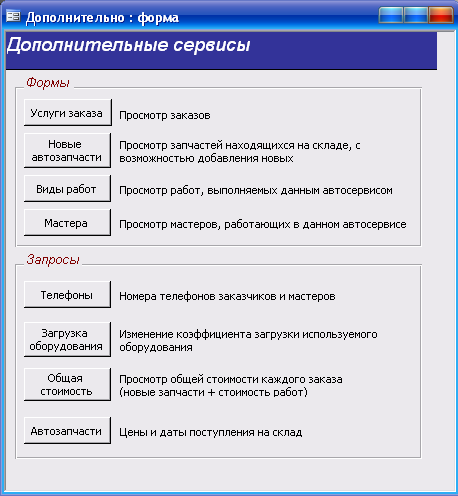 Дополнительно : форма
Дополнительные сервисы
Формы
Услуги заказа
Просмотр заказов
Новые
автозапчасти
Просмотр запчастей находящихся на складе, с
возможностью добавления новых
Виды работ
Просмотр работ, выполняемых данным автосервисом
Мастера
Просмотр мастеров, работающих в данном автосервисе
Запросы
Телефоны
Номера телефонов заказчиков и мастеров
Загрузка
оборудования
Изменение коэффициента загрузки используемого
оборудования
Общая
стоимость
Просмотр общей стоимости каждого заказа
(новые запчасти + стоимость работ)
Автозапчасти
Цены и даты поступления на склад